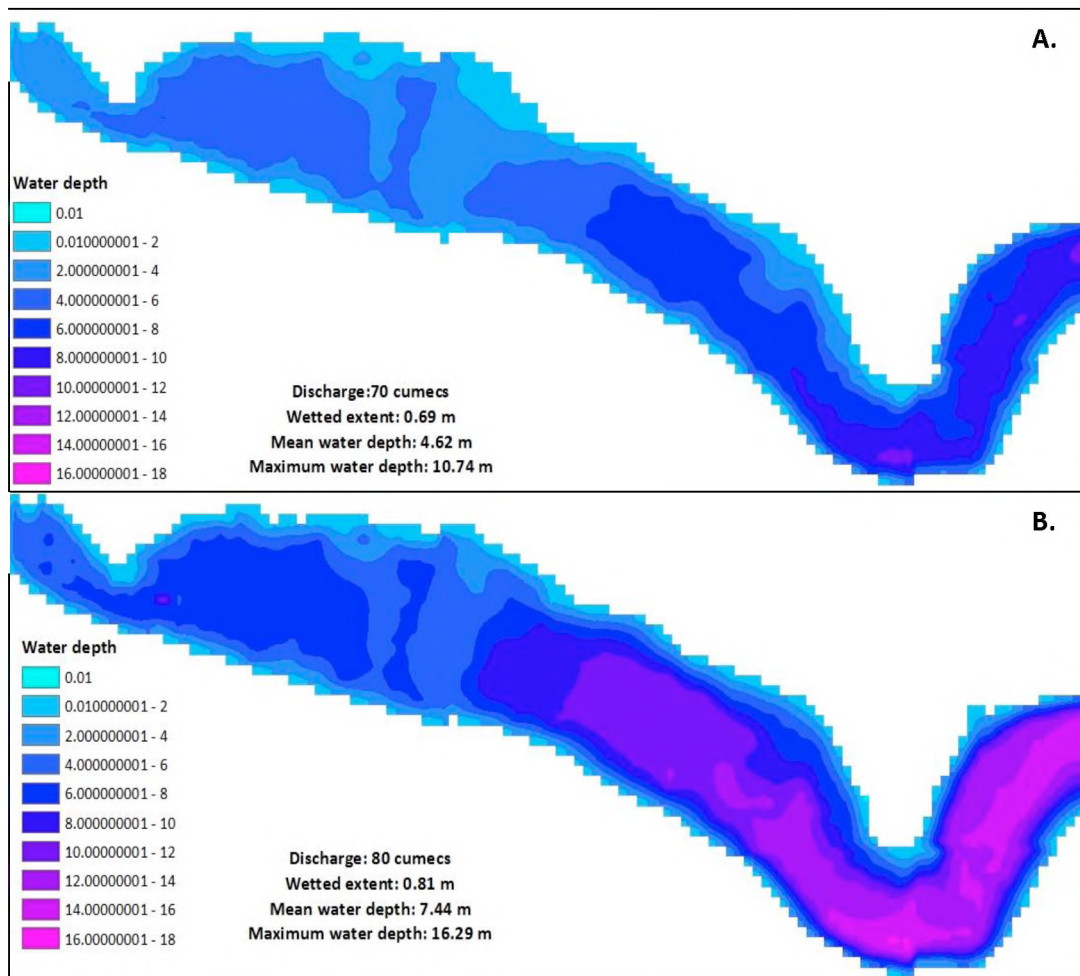 A.
Water depth
0.01
0.010000001 - 2
2.000000001 - 4
4.000000001 - 6
6.000000001 - 8
8.000000001 - 10
10.00000001 - 12
12.00000001 - 14
14.00000001 - 16
16.00000001 - 18
Discharge:70 cumecs
Wetted extent: 0.69 m
Mean water depth: 4.62 m
Maximum water depth: 10.74 m
B.
Water depth
0.01
0.010000001 - 2
2.000000001 - 4
4.000000001 - 6
6.000000001 - 8
8.000000001 - 10
10.00000001 - 12
12.00000001 - 14
14.00000001 - 16
16.00000001 - 18
Discharge: 80 cumecs
Wetted extent: 0.81 m
Mean water depth: 7.44 m
Maximum water depth: 16.29 m